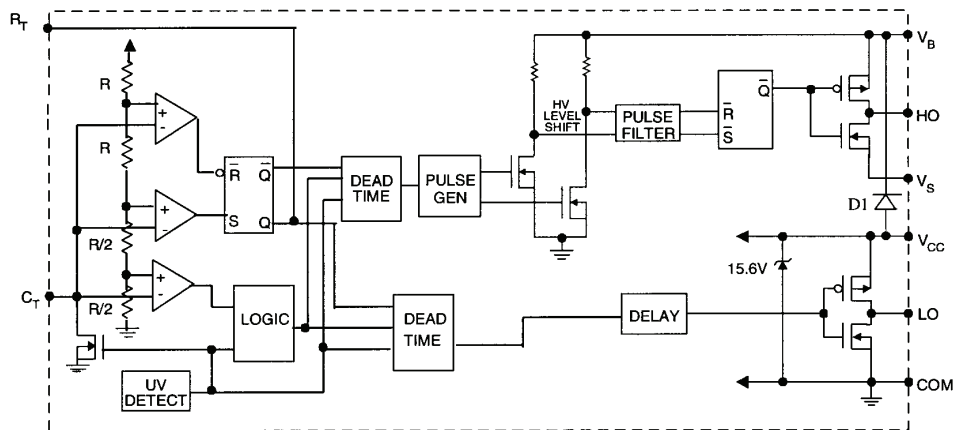 R_T
R
R
R/2
R/2
C_T
+
-
+
-
+
-
R̅
Q̅
S
Q
LOGIC
UV
DETECT
DEAD
TIME
PULSE
GEN
HV
LEVEL
SHIFT
PULSE
FILTER
R̅
S̅
Q̅
DEAD
TIME
DELAY
15.6V
D1
V_B
HO
V_S
V_CC
LO
COM